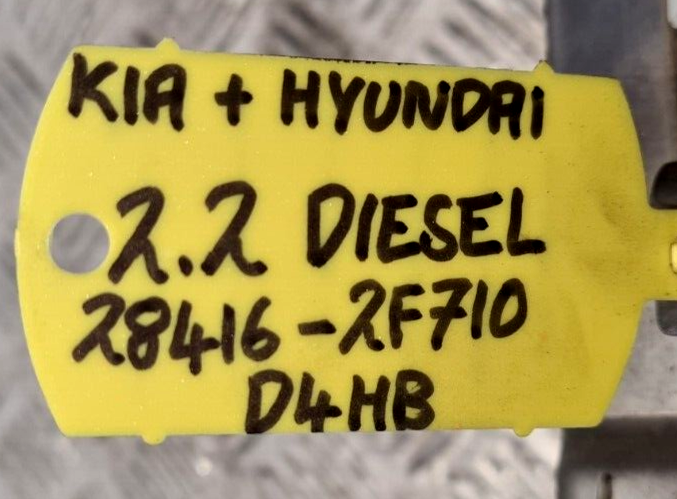 KIA + HYUNDAI
2.2 DIESEL
28416-2F710
D4HB